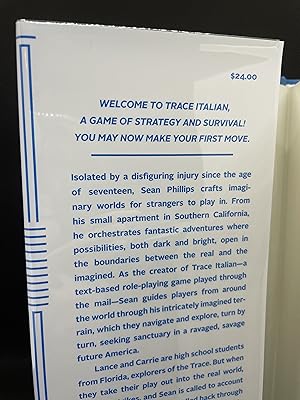 $24.00
WELCOME TO TRACE ITALIAN,
A GAME OF STRATEGY AND SURVIVAL!
YOU MAY NOW MAKE YOUR FIRST MOVE.
Isolated by a disfiguring injury since the age
of seventeen, Sean Phillips crafts imagi-
nary worlds for strangers to play in. From
his small apartment in Southern California,
he orchestrates fantastic adventures where
possibilities, both dark and bright, open in
the boundaries between the real and the
imagined. As the creator of Trace Italian—a
text-based role-playing game played through
the mail—Sean guides players from around
the world through his intricately imagined ter-
rain, which they navigate and explore, turn by
turn, seeking sanctuary in a ravaged, savage
future America.
Lance and Carrie are high school students
from Florida, explorers of the Trace. But when
they take their play out into the real world,
and Sean is called to account
back through